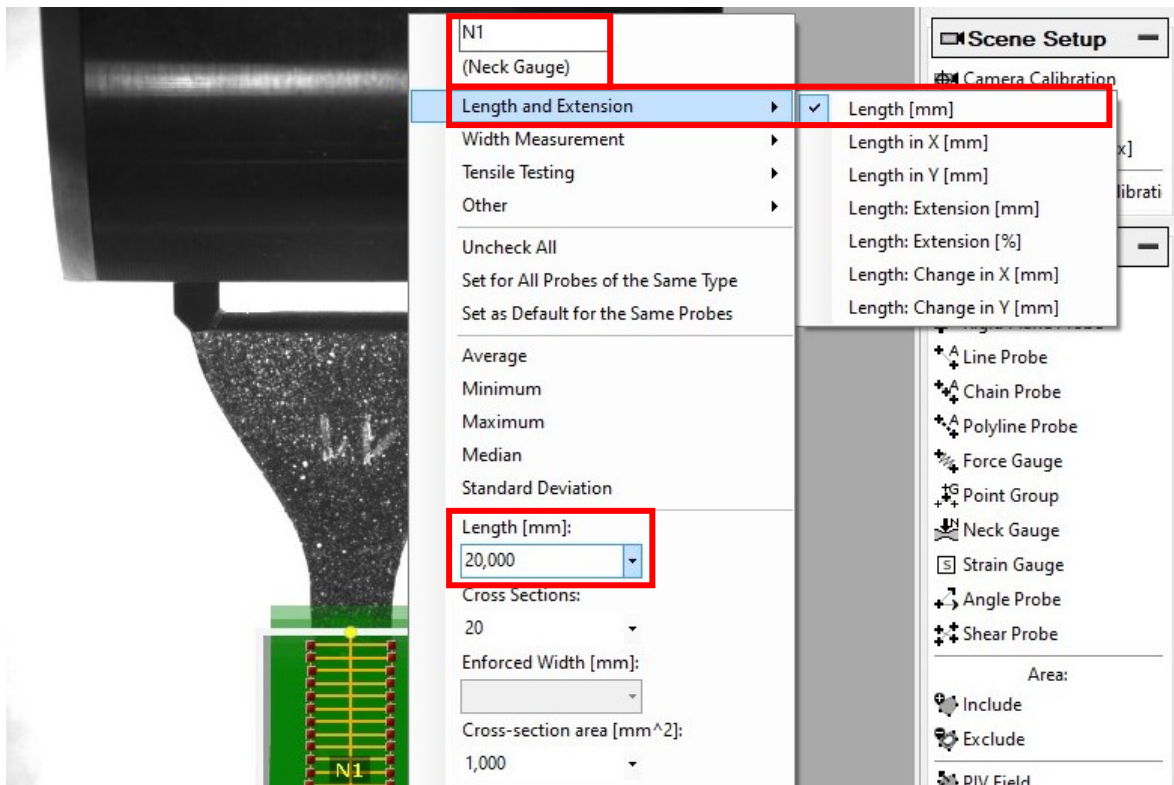 N1
(Neck Gauge)
Length and Extension
Width Measurement
Tensile Testing
Other
Uncheck All
Set for All Probes of the Same Type
Set as Default for the Same Probes
Average
Minimum
Maximum
Median
Standard Deviation
Length [mm]:
20,000
Cross Sections:
20
Enforced Width [mm]:
Cross-section area [mm^2]:
1,000
Length [mm]
Length in X [mm]
Length in Y [mm]
Length: Extension [mm]
Length: Extension [%]
Length: Change in X [mm]
Length: Change in Y [mm]
N1
Scene Setup
Camera Calibration
x]
Line Probe
Chain Probe
Polyline Probe
Force Gauge
Point Group
Neck Gauge
Strain Gauge
Angle Probe
Shear Probe
Area:
Include
Exclude
PIV Field